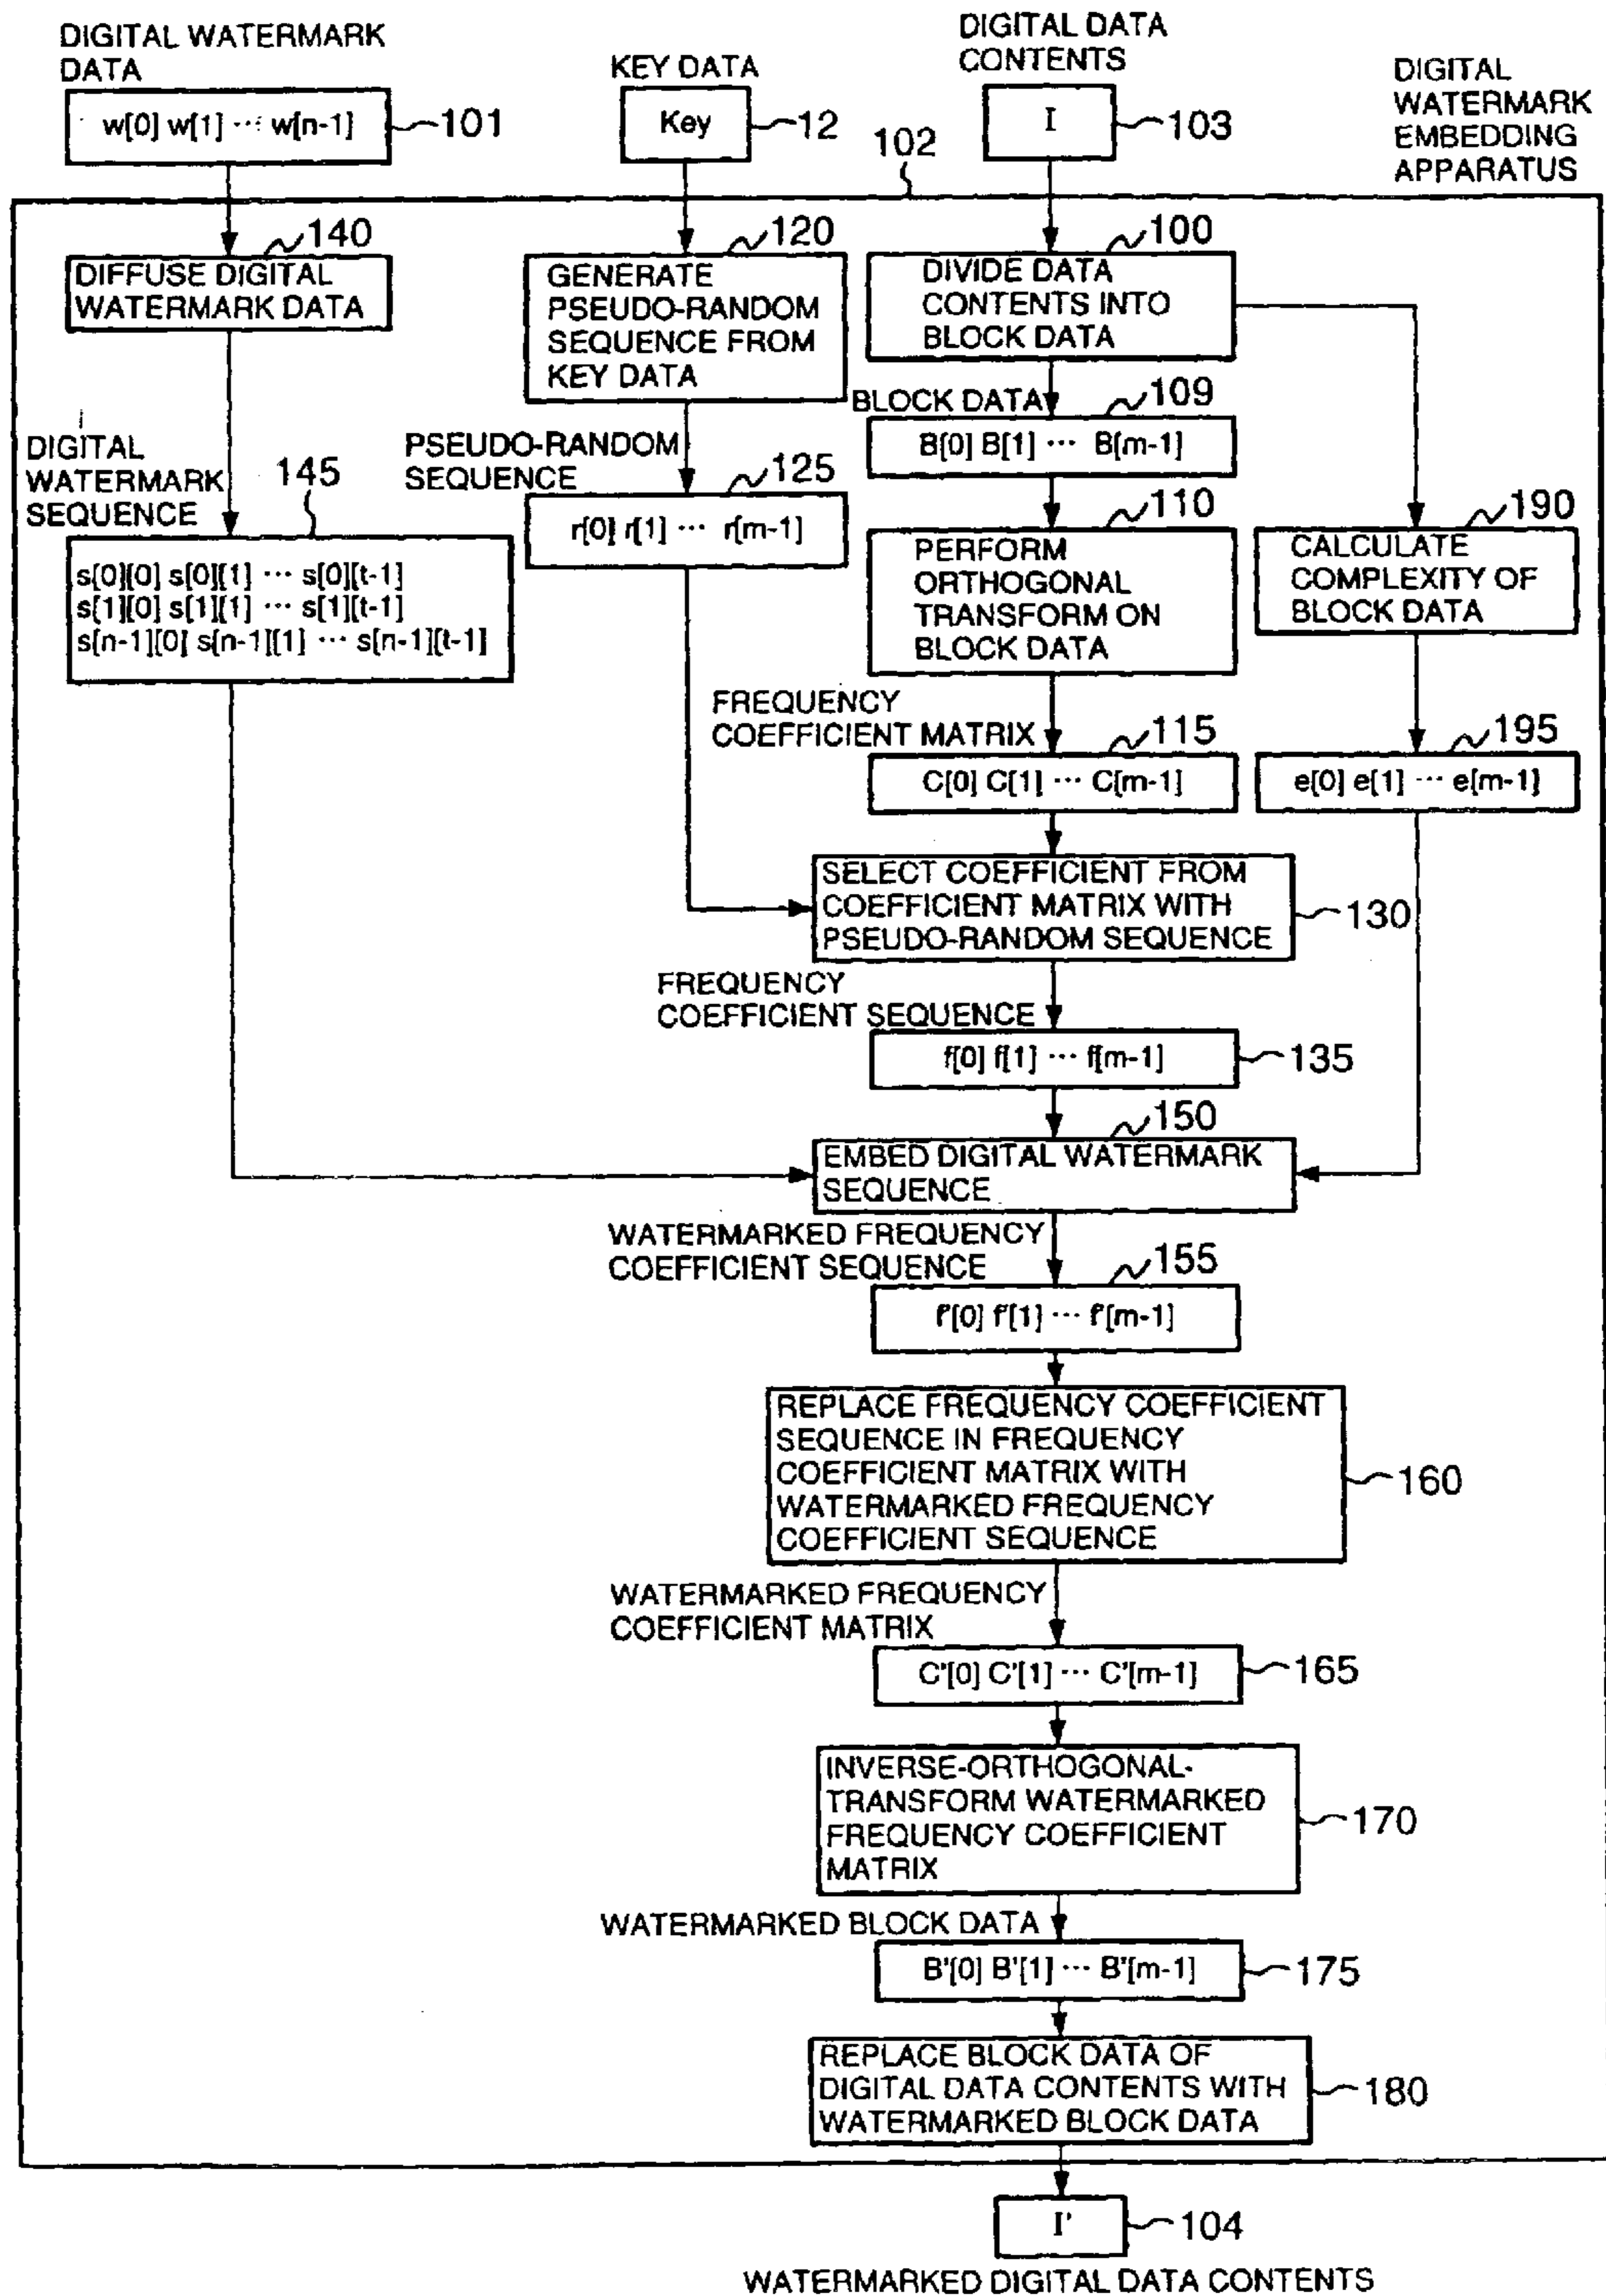 DIGITAL WATERMARK
DATA
w[0] w[1] ··· w[n-1]
101
KEY DATA
Key
12
DIGITAL DATA
CONTENTS
I
103
DIGITAL
WATERMARK
EMBEDDING
APPARATUS
102
140
DIFFUSE DIGITAL
WATERMARK DATA
120
GENERATE
PSEUDO-RANDOM
SEQUENCE FROM
KEY DATA
100
DIVIDE DATA
CONTENTS INTO
BLOCK DATA
BLOCK DATA
109
B[0] B[1] ··· B[m-1]
DIGITAL
WATERMARK
SEQUENCE
145
s[0][0] s[0][1] ··· s[0][t-1]
s[1][0] s[1][1] ··· s[1][t-1]
s[n-1][0] s[n-1][1] ··· s[n-1][t-1]
PSEUDO-RANDOM
SEQUENCE
125
r[0] r[1] ··· r[m-1]
110
PERFORM
ORTHOGONAL
TRANSFORM ON
BLOCK DATA
190
CALCULATE
COMPLEXITY OF
BLOCK DATA
FREQUENCY
COEFFICIENT MATRIX
115
C[0] C[1] ··· C[m-1]
195
e[0] e[1] ··· e[m-1]
SELECT COEFFICIENT FROM
COEFFICIENT MATRIX WITH
PSEUDO-RANDOM SEQUENCE
130
FREQUENCY
COEFFICIENT SEQUENCE
f[0] f[1] ··· f[m-1]
135
150
EMBED DIGITAL WATERMARK
SEQUENCE
WATERMARKED FREQUENCY
COEFFICIENT SEQUENCE
155
f'[0] f'[1] ··· f'[m-1]
REPLACE FREQUENCY COEFFICIENT
SEQUENCE IN FREQUENCY
COEFFICIENT MATRIX WITH
WATERMARKED FREQUENCY
COEFFICIENT SEQUENCE
160
WATERMARKED FREQUENCY
COEFFICIENT MATRIX
C'[0] C'[1] ··· C'[m-1]
165
INVERSE-ORTHOGONAL-
TRANSFORM WATERMARKED
FREQUENCY COEFFICIENT
MATRIX
170
WATERMARKED BLOCK DATA
B'[0] B'[1] ··· B'[m-1]
175
REPLACE BLOCK DATA OF
DIGITAL DATA CONTENTS WITH
WATERMARKED BLOCK DATA
180
I'
104
WATERMARKED DIGITAL DATA CONTENTS